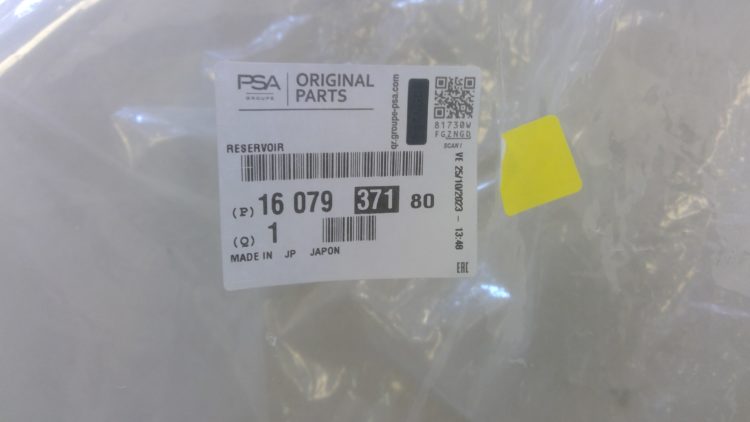 PSA
GROUPE
ORIGINAL
PARTS
qr.groupe-psa.com
81730W
FGZNGD
SCAN !
RESERVOIR
(P) 16 079 371 80
(Q) 1
MADE IN JP JAPON
VE 25/10/2023 - 13:48
EAC